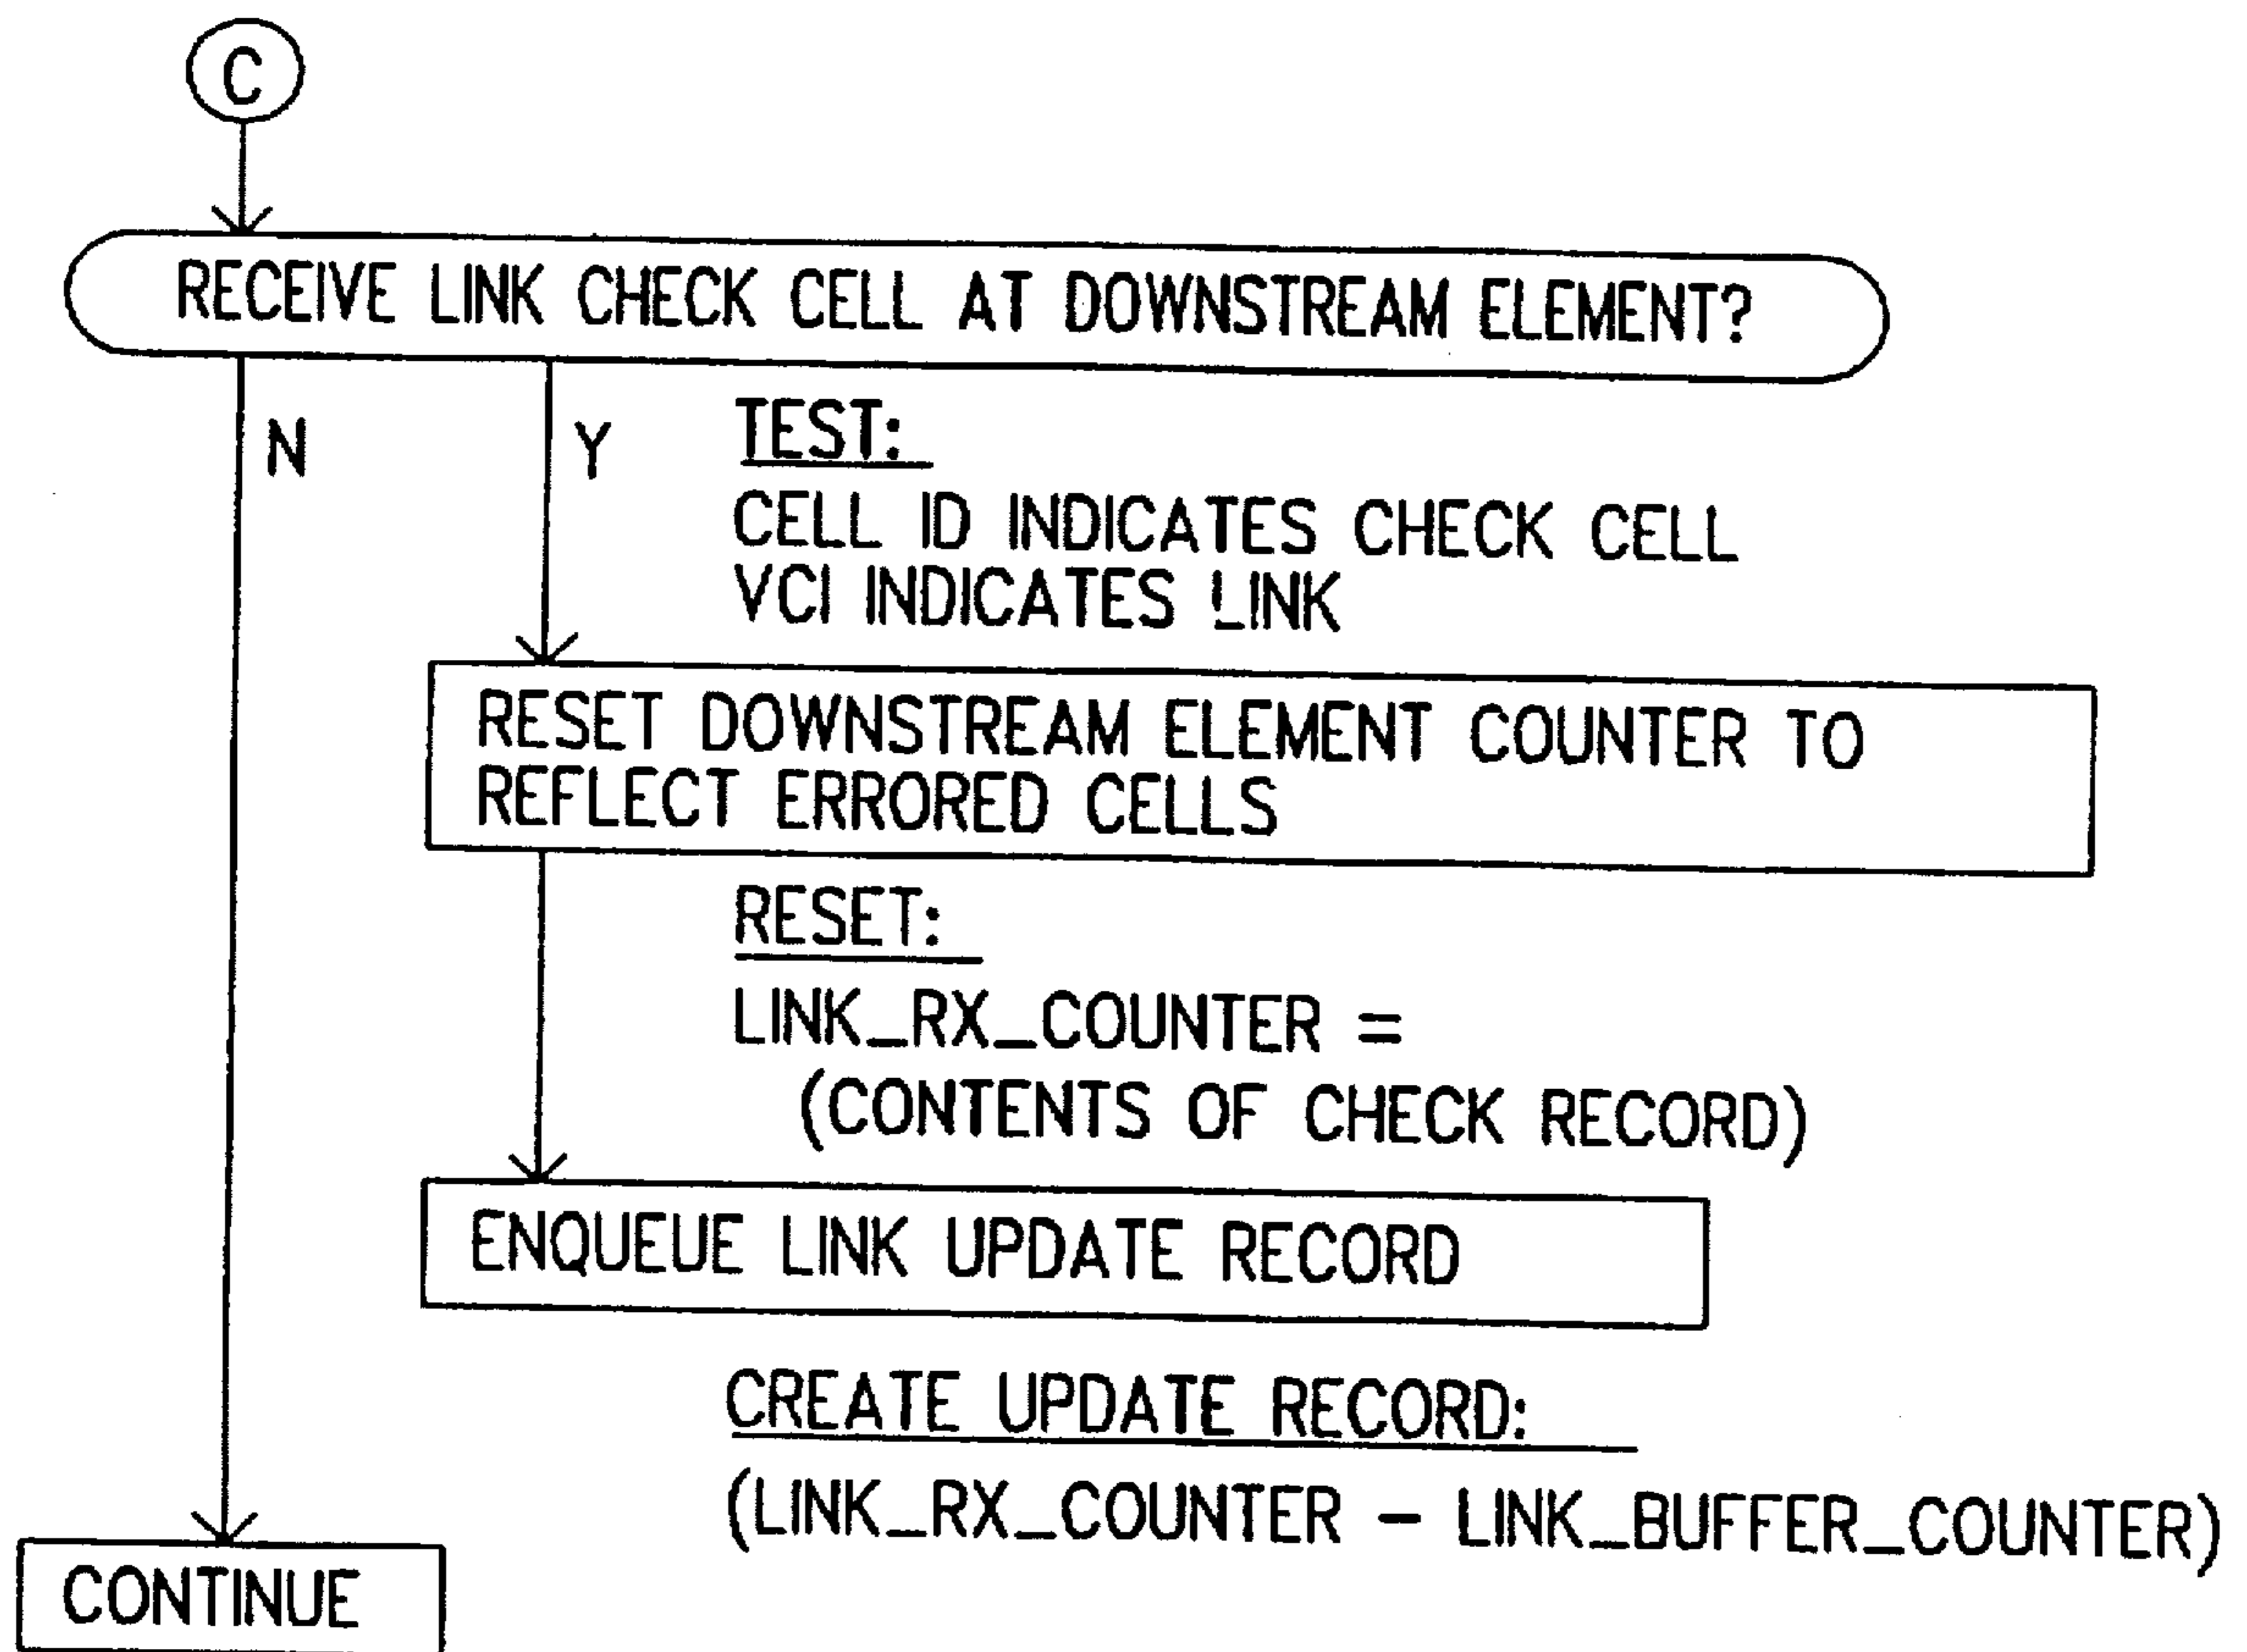 C
RECEIVE LINK CHECK CELL AT DOWNSTREAM ELEMENT?
N
Y
TEST:
CELL ID INDICATES CHECK CELL
VCI INDICATES LINK
RESET DOWNSTREAM ELEMENT COUNTER TO
REFLECT ERRORED CELLS
RESET:
LINK_RX_COUNTER =
(CONTENTS OF CHECK RECORD)
ENQUEUE LINK UPDATE RECORD
CREATE UPDATE RECORD:
(LINK_RX_COUNTER – LINK_BUFFER_COUNTER)
CONTINUE